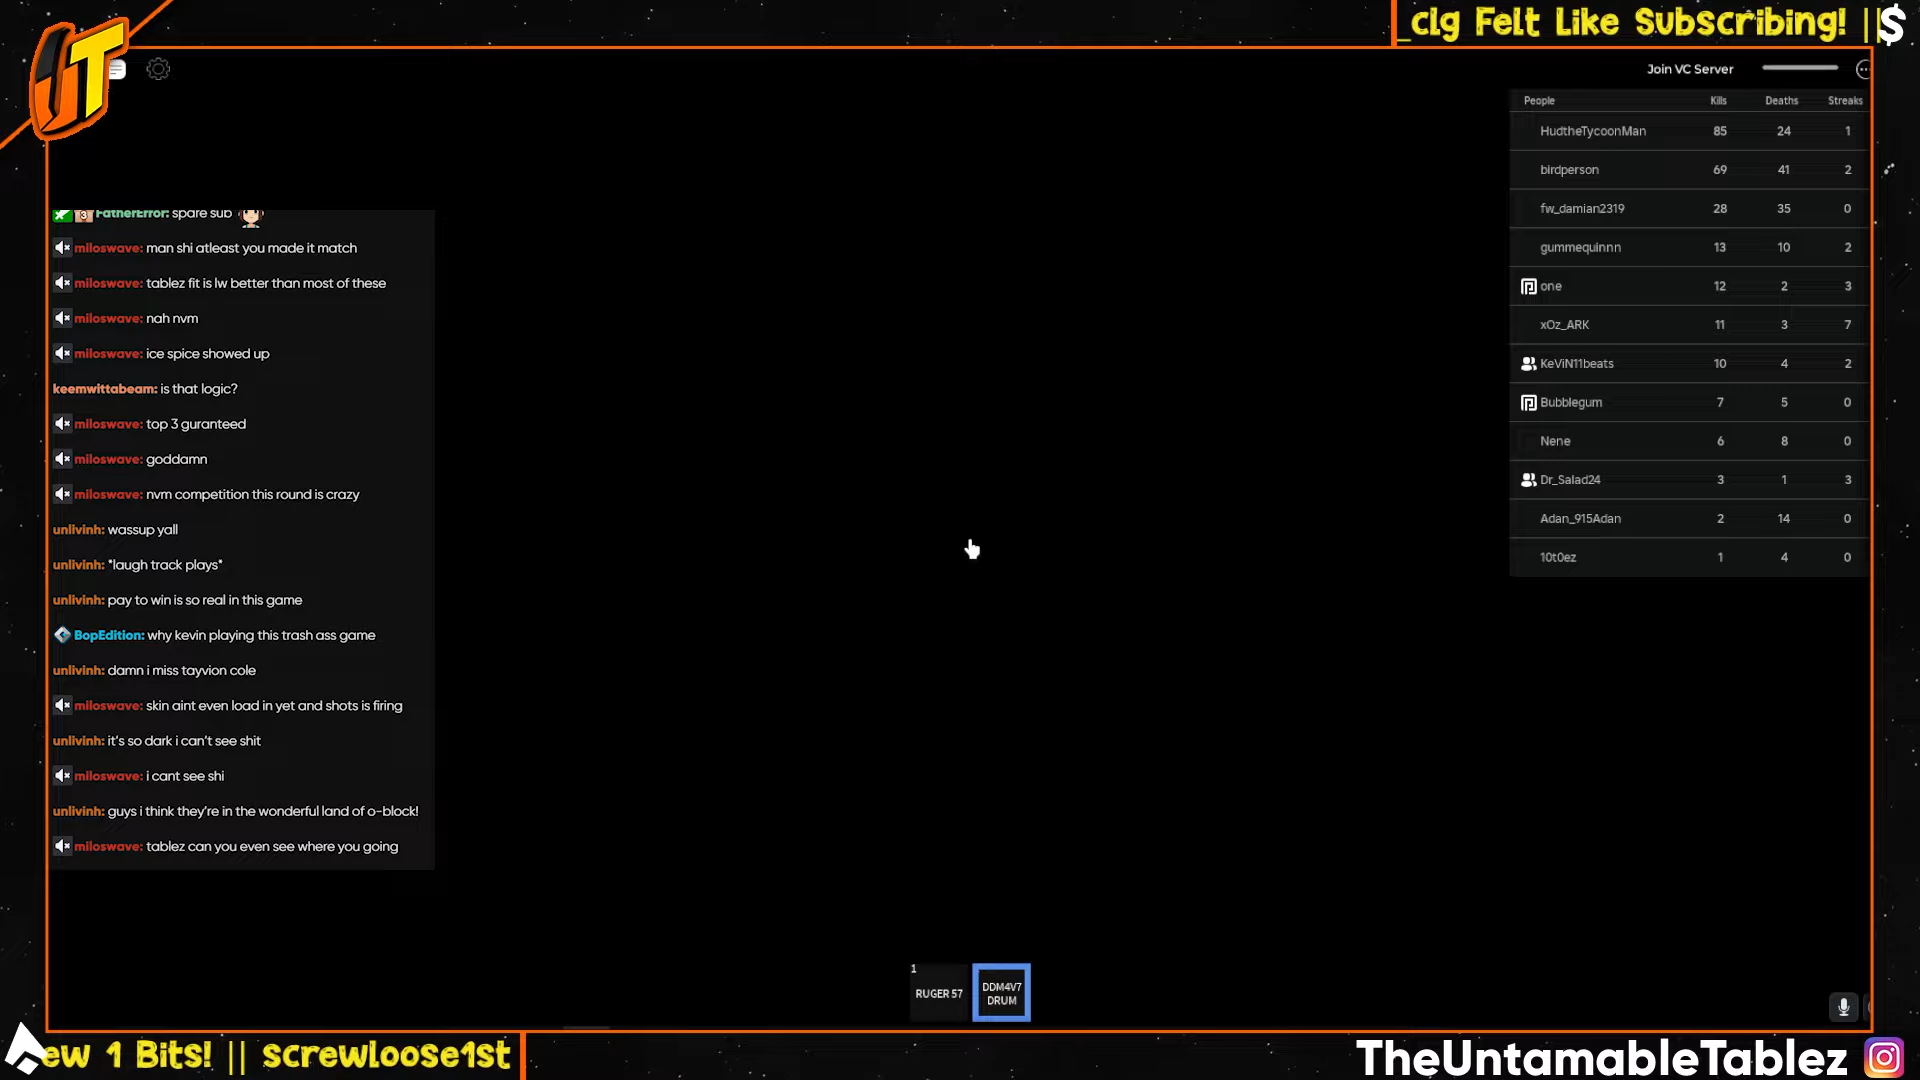 _clg Felt Like Subscribing! ||
$
UT
Join VC Server
People Kills Deaths Streaks
HudtheTycoonMan 85 24 1
birdperson 69 41 2
fw_damian2319 28 35 0
gummequinnn 13 10 2
one 12 2 3
xOz_ARK 11 3 7
KeViN11beats 10 4 2
Bubblegum 7 5 0
Nene 6 8 0
Dr_Salad24 3 1 3
Adan_915Adan 2 14 0
10t0ez 1 4 0
3 FatherError: spare sub
miloswave: man shi atleast you made it match
miloswave: tablez fit is lw better than most of these
miloswave: nah nvm
miloswave: ice spice showed up
keemwittabeam: is that logic?
miloswave: top 3 guranteed
miloswave: goddamn
miloswave: nvm competition this round is crazy
unlivinh: wassup yall
unlivinh: *laugh track plays*
unlivinh: pay to win is so real in this game
BopEdition: why kevin playing this trash ass game
unlivinh: damn i miss tayvion cole
miloswave: skin aint even load in yet and shots is firing
unlivinh: it's so dark i can't see shit
miloswave: i cant see shi
unlivinh: guys i think they're in the wonderful land of o-block!
miloswave: tablez can you even see where you going
1
RUGER 57
DDM4V7
DRUM
ew 1 Bits! || screwloose1st
TheUntamableTablez